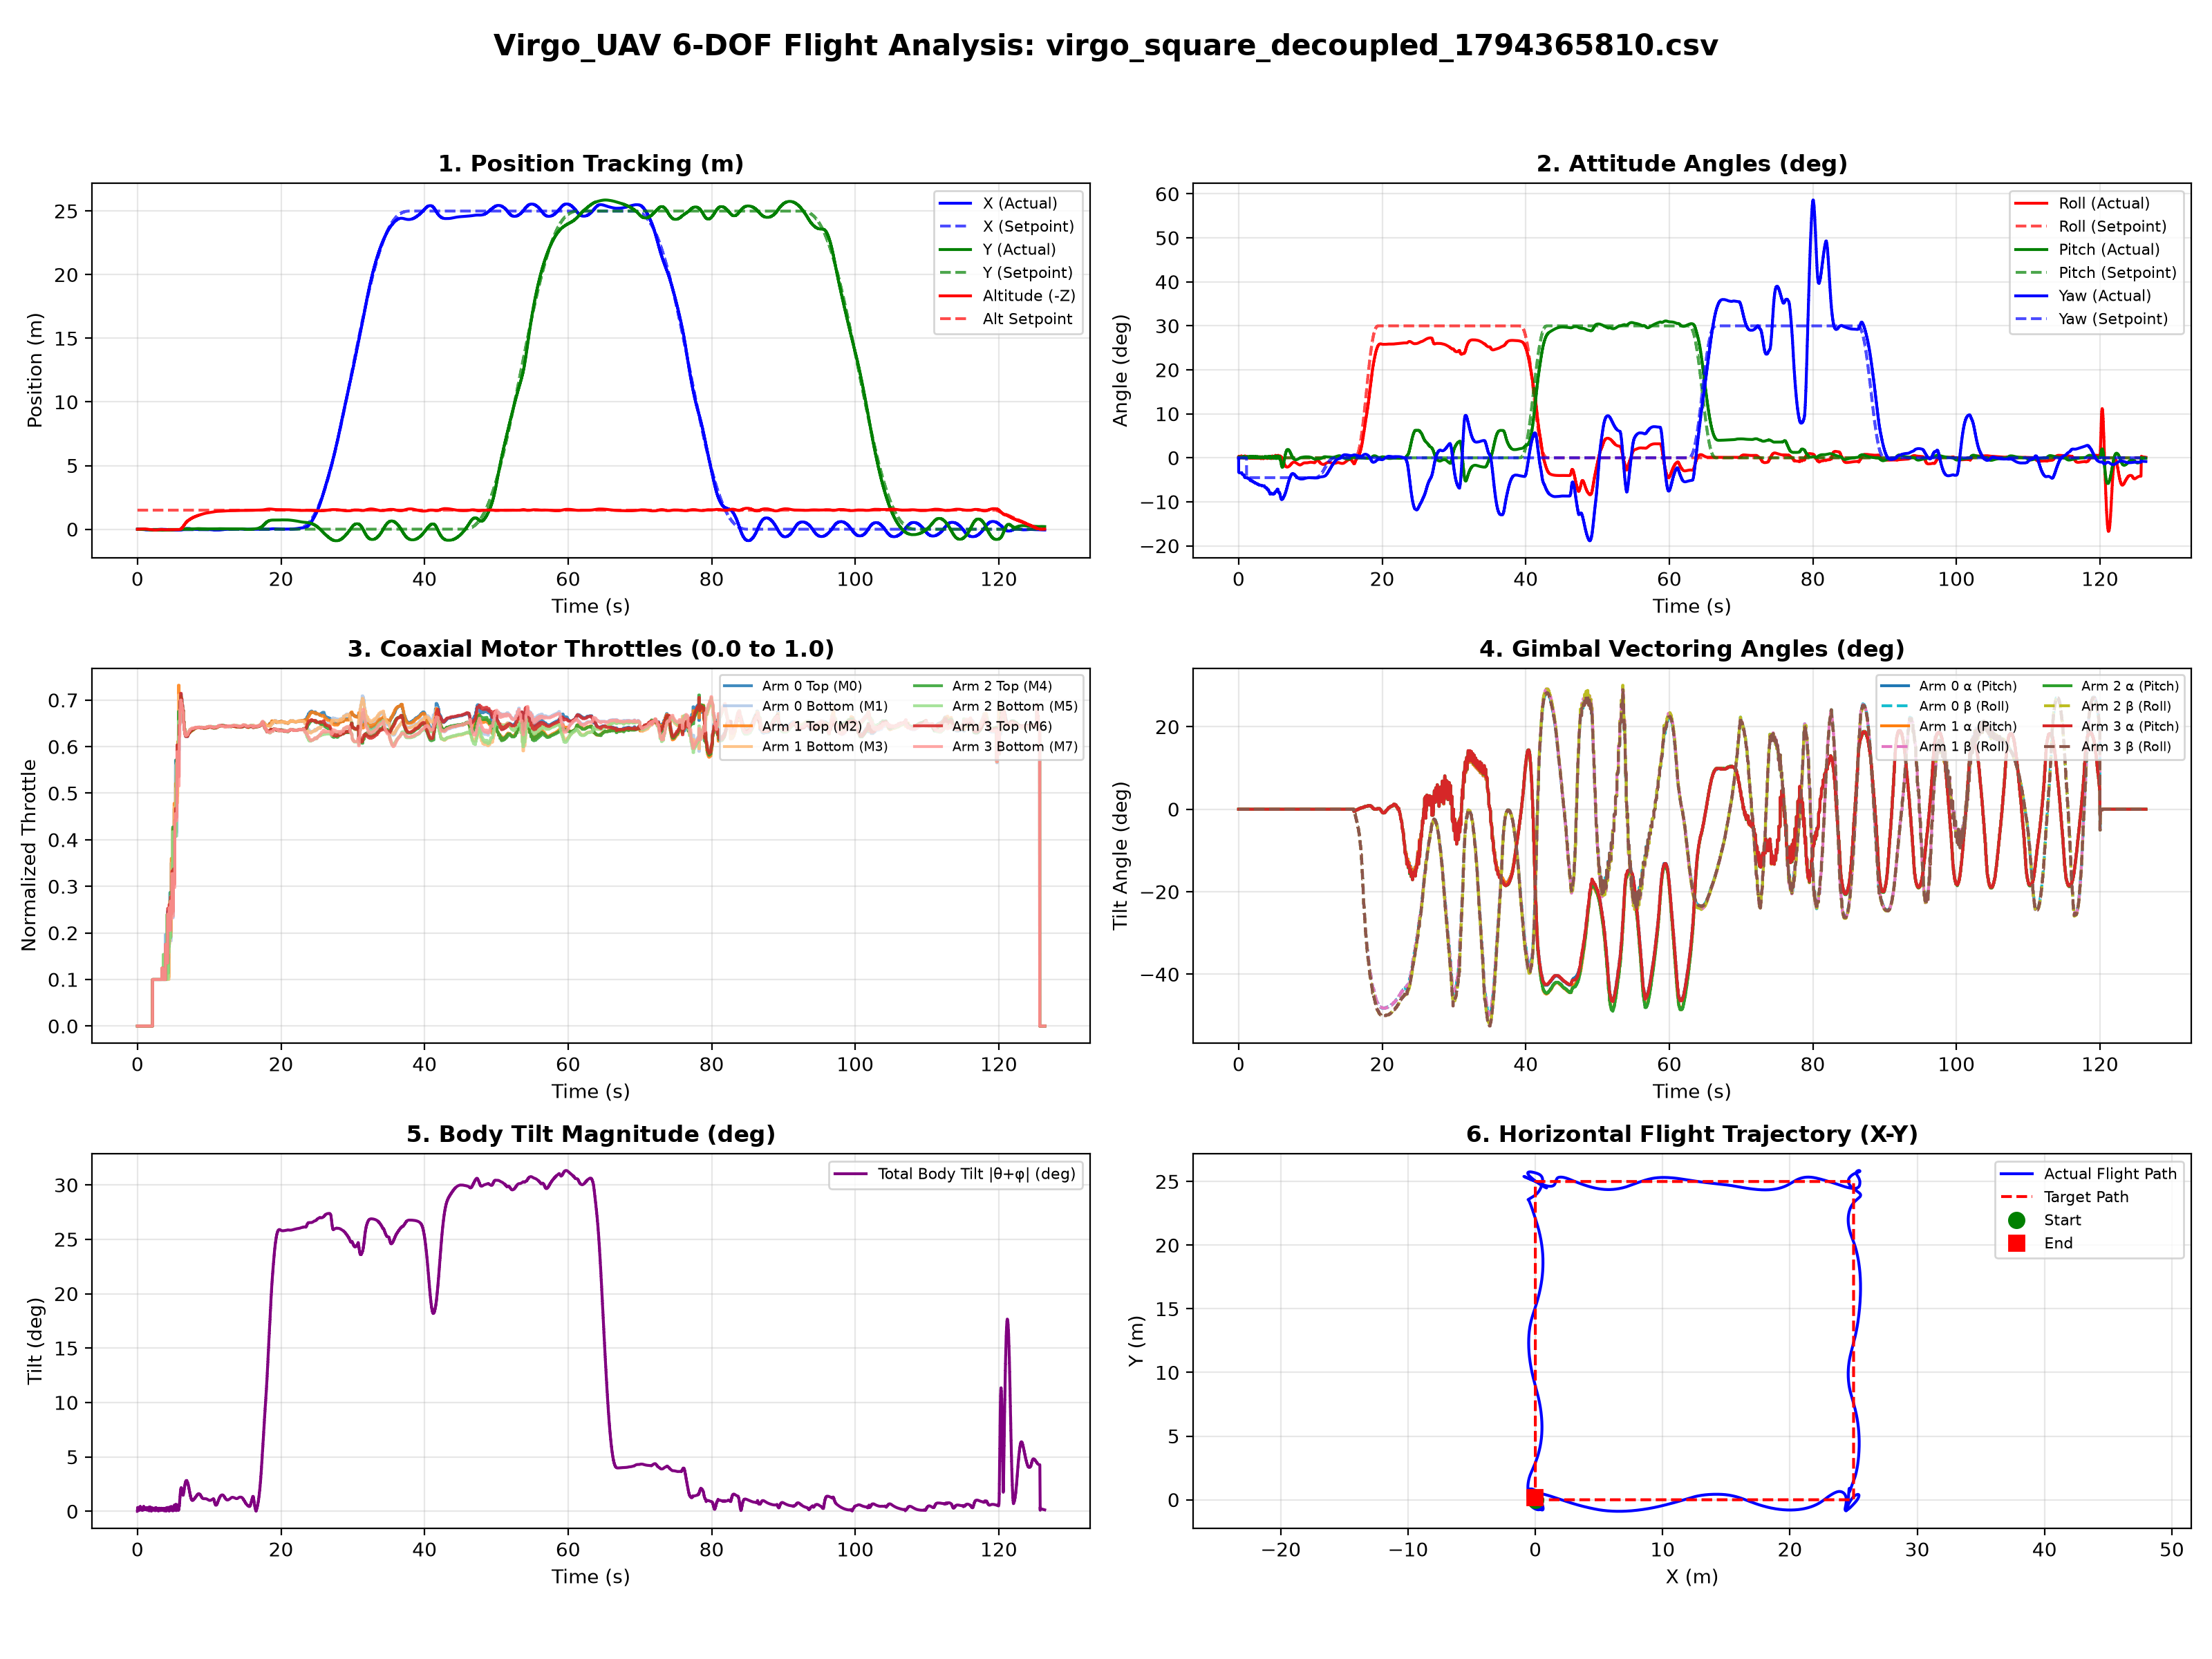 Virgo_UAV 6-DOF Flight Analysis: virgo_square_decoupled_1794365810.csv
1. Position Tracking (m)
Position (m)
25
20
15
10
5
0
0 20 40 60 80 100 120
Time (s)
X (Actual)
X (Setpoint)
Y (Actual)
Y (Setpoint)
Altitude (-Z)
Alt Setpoint
2. Attitude Angles (deg)
Angle (deg)
60
50
40
30
20
10
0
−10
−20
0 20 40 60 80 100 120
Time (s)
Roll (Actual)
Roll (Setpoint)
Pitch (Actual)
Pitch (Setpoint)
Yaw (Actual)
Yaw (Setpoint)
3. Coaxial Motor Throttles (0.0 to 1.0)
Normalized Throttle
0.7
0.6
0.5
0.4
0.3
0.2
0.1
0.0
0 20 40 60 80 100 120
Time (s)
Arm 0 Top (M0)
Arm 0 Bottom (M1)
Arm 1 Top (M2)
Arm 1 Bottom (M3)
Arm 2 Top (M4)
Arm 2 Bottom (M5)
Arm 3 Top (M6)
Arm 3 Bottom (M7)
4. Gimbal Vectoring Angles (deg)
Tilt Angle (deg)
20
0
−20
−40
0 20 40 60 80 100 120
Time (s)
Arm 0 α (Pitch)
Arm 0 β (Roll)
Arm 1 α (Pitch)
Arm 1 β (Roll)
Arm 2 α (Pitch)
Arm 2 β (Roll)
Arm 3 α (Pitch)
Arm 3 β (Roll)
5. Body Tilt Magnitude (deg)
Tilt (deg)
30
25
20
15
10
5
0
0 20 40 60 80 100 120
Time (s)
Total Body Tilt |θ+φ| (deg)
6. Horizontal Flight Trajectory (X-Y)
Y (m)
25
20
15
10
5
0
−20 −10 0 10 20 30 40 50
X (m)
Actual Flight Path
Target Path
Start
End